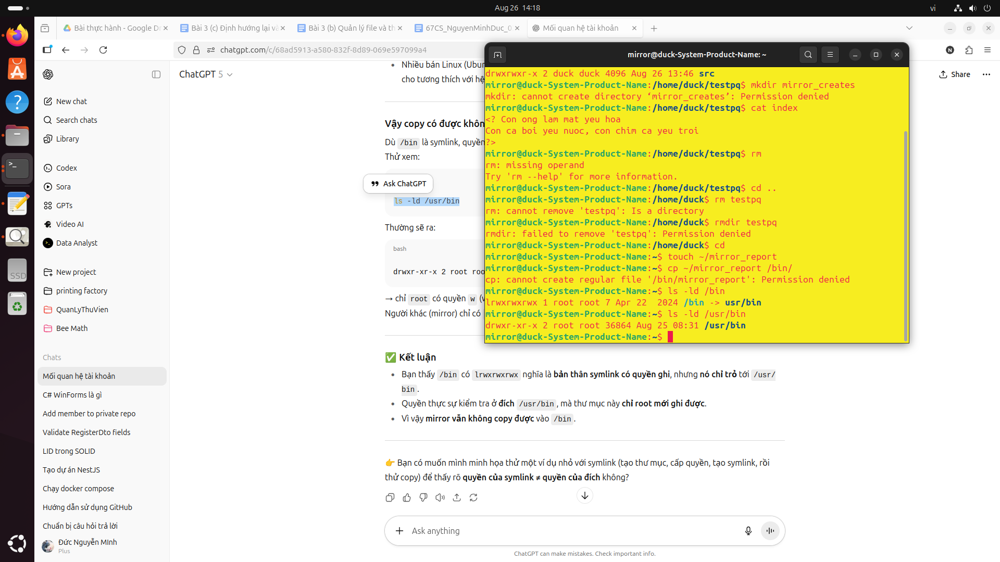 Aug 26 14:18
vi
Bài thực hành - Google Dr
Bài 3 (c) Định hướng lại và
Bài 3 (b) Quản lý file và th
67CS_NguyenMinhDuc_0
Mối quan hệ tài khoản
chatgpt.com/c/68ad5913-a580-832f-8d89-069e597099a4
N
ChatGPT 5
Share
New chat
Search chats
Library
Codex
Sora
GPTs
Video AI
Data Analyst
New project
printing factory
QuanLyThuVien
Bee Math
Chats
Mối quan hệ tài khoản
C# WinForms là gì
Add member to private repo
Validate RegisterDto fields
LID trong SOLID
Tạo dự án NestJS
Chạy docker compose
Hướng dẫn sử dụng GitHub
Chuẩn bị câu hỏi trả lời
Đức Nguyễn MInh
Plus
SSD
Nhiều bản Linux (Ubun
cho tương thích với hệ
Vậy copy có được khôn
Dù /bin là symlink, quyền
Thử xem:
Ask ChatGPT
ls -ld /usr/bin
Thường sẽ ra:
bash
drwxr-xr-x 2 root roo
→ chỉ root có quyền w (w
Người khác (mirror) chỉ có
✅ Kết luận
Bạn thấy /bin có lrwxrwxrwx nghĩa là bản thân symlink có quyền ghi, nhưng nó chỉ trỏ tới /usr/
bin .
Quyền thực sự kiểm tra ở đích /usr/bin , mà thư mục này chỉ root mới ghi được.
Vì vậy mirror vẫn không copy được vào /bin .
👉 Bạn có muốn mình minh họa thử một ví dụ nhỏ với symlink (tạo thư mục, cấp quyền, tạo symlink, rồi
thử copy) để thấy rõ quyền của symlink ≠ quyền của đích không?
Ask anything
ChatGPT can make mistakes. Check important info.
mirror@duck-System-Product-Name: ~
drwxrwxr-x 2 duck duck 4096 Aug 26 13:46 src
mirror@duck-System-Product-Name:/home/duck/testpq$ mkdir mirror_creates
mkdir: cannot create directory ‘mirror_creates’: Permission denied
mirror@duck-System-Product-Name:/home/duck/testpq$ cat index
<? Con ong lam mat yeu hoa
Con ca boi yeu nuoc, con chim ca yeu troi
?>
mirror@duck-System-Product-Name:/home/duck/testpq$ rm
rm: missing operand
Try 'rm --help' for more information.
mirror@duck-System-Product-Name:/home/duck/testpq$ cd ..
mirror@duck-System-Product-Name:/home/duck$ rm testpq
rm: cannot remove 'testpq': Is a directory
mirror@duck-System-Product-Name:/home/duck$ rmdir testpq
rmdir: failed to remove 'testpq': Permission denied
mirror@duck-System-Product-Name:/home/duck$ cd
mirror@duck-System-Product-Name:~$ touch ~/mirror_report
mirror@duck-System-Product-Name:~$ cp ~/mirror_report /bin/
cp: cannot create regular file '/bin/mirror_report': Permission denied
mirror@duck-System-Product-Name:~$ ls -ld /bin
lrwxrwxrwx 1 root root 7 Apr 22  2024 /bin -> usr/bin
mirror@duck-System-Product-Name:~$ ls -ld /usr/bin
drwxr-xr-x 2 root root 36864 Aug 25 08:31 /usr/bin
mirror@duck-System-Product-Name:~$